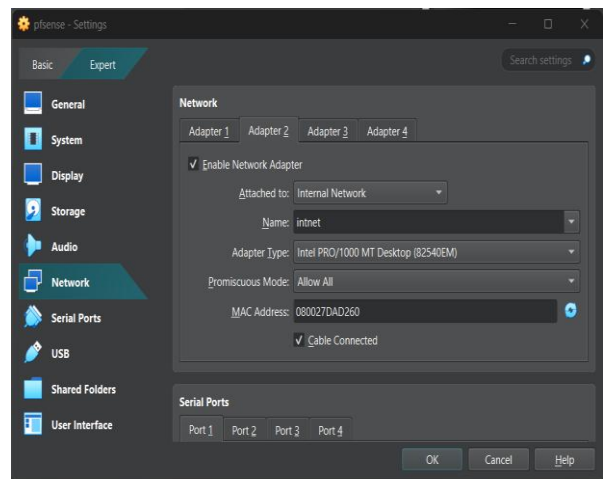 pfsense - Settings
Basic Expert Search settings
General
System
Display
Storage
Audio
Network
Serial Ports
USB
Shared Folders
User Interface
Network
Adapter 1 Adapter 2 Adapter 3 Adapter 4
Enable Network Adapter
Attached to: Internal Network
Name: intnet
Adapter Type: Intel PRO/1000 MT Desktop (82540EM)
Promiscuous Mode: Allow All
MAC Address: 080027DAD260
Cable Connected
Serial Ports
Port 1 Port 2 Port 3 Port 4
OK Cancel Help